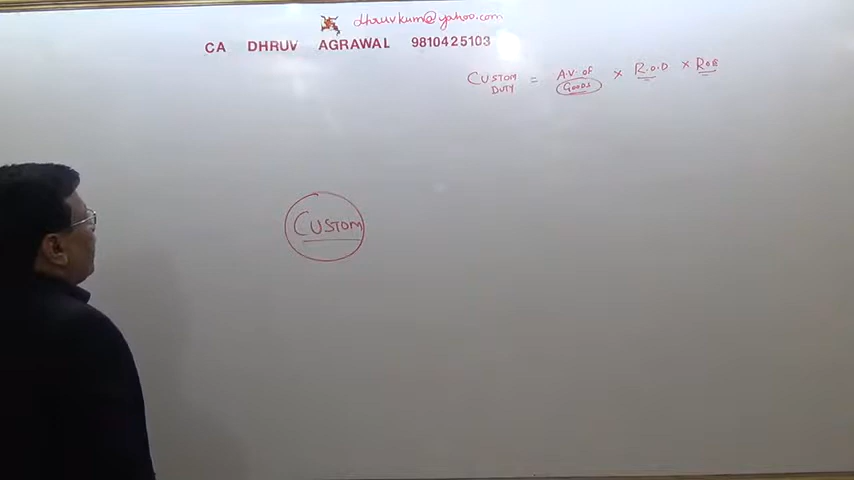 dhruvkum@yahoo.com
CA DHRUV AGRAWAL 9810425103
CUSTOM DUTY = A.V. OF GOODS × R.O.D × ROE
CUSTOM